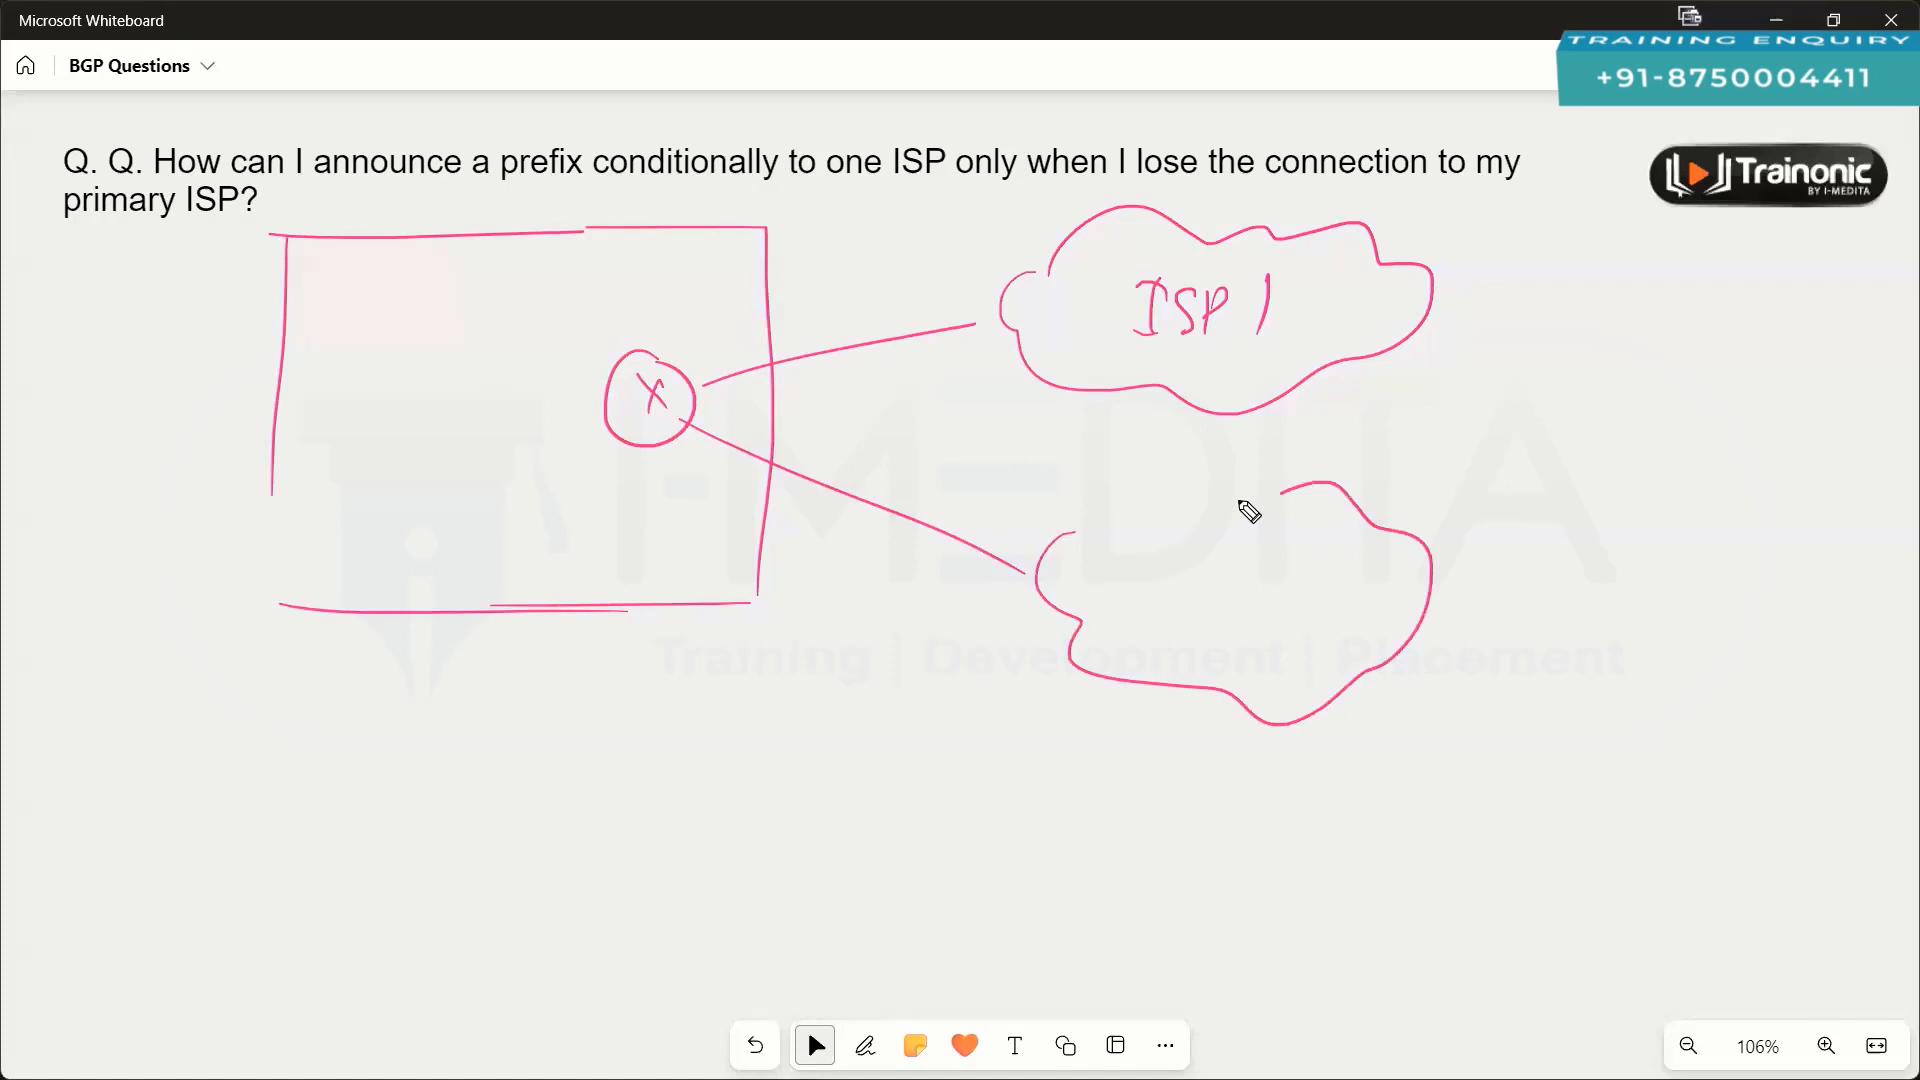 Microsoft Whiteboard
TRAINING ENQUIRY
BGP Questions
+91-8750004411
Q. Q. How can I announce a prefix conditionally to one ISP only when I lose the connection to my
primary ISP?
Trainonic
BY I-MEDITA
ISP 1
X
I-MEDITA
Training | Development | Placement
106%